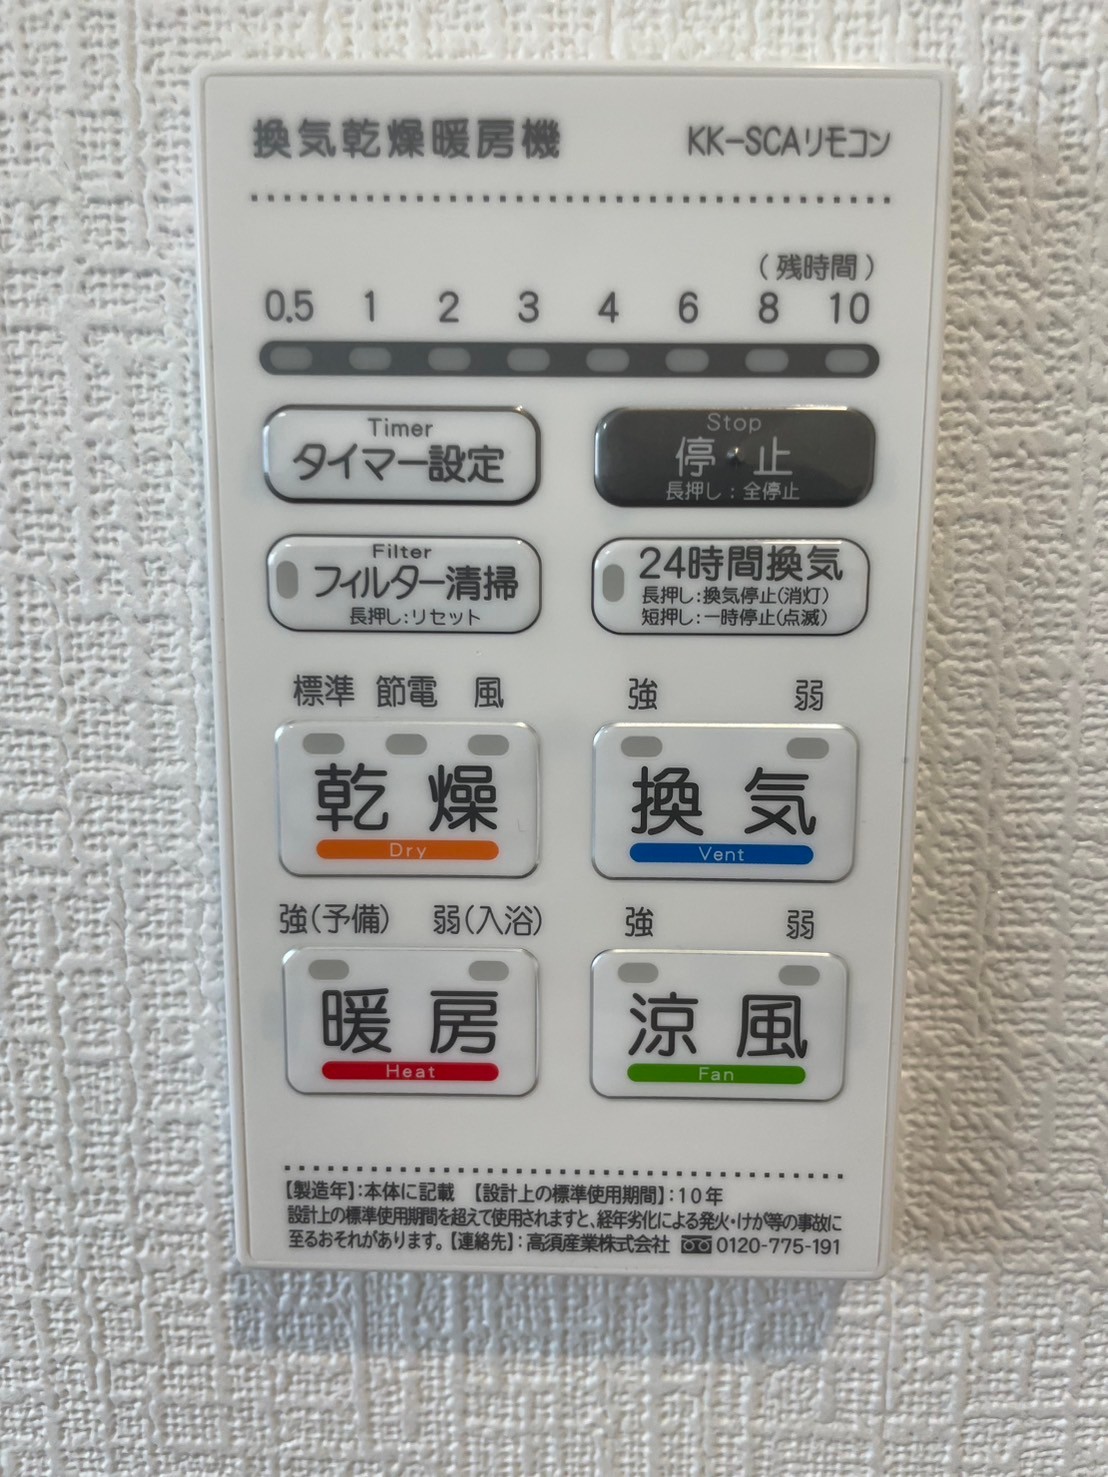 換気乾燥暖房機 KK-SCAリモコン
(残時間)
0.5 1 2 3 4 6 8 10
Timer
タイマー設定
Stop
停・止
長押し：全停止
Filter
フィルター清掃
長押し：リセット
24時間換気
長押し：換気停止(消灯)
短押し：一時停止(点滅)
標準 節電 風
強 弱
乾燥
Dry
換気
Vent
強(予備) 弱(入浴)
強 弱
暖房
Heat
涼風
Fan
【製造年】：本体に記載 【設計上の標準使用期間】：10年
設計上の標準使用期間を超えて使用されますと、経年劣化による発火・けが等の事故に
至るおそれがあります。【連絡先】：高須産業株式会社 0120-775-191